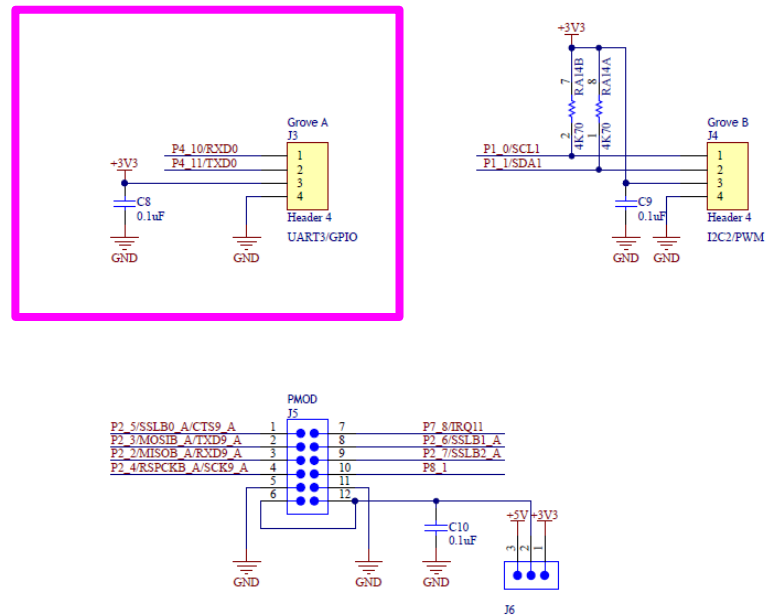 Grove A
J3
P4_10/RXD0
P4_11/TXD0
1
2
3
4
+3V3
C8
0.1uF
Header 4
UART3/GPIO
GND
GND
+3V3
7
RA14B
8
RA14A
2
4K70
1
4K70
Grove B
J4
P1_0/SCL1
P1_1/SDA1
1
2
3
4
C9
0.1uF
Header 4
I2C2/PWM
GND
GND
PMOD
J5
P2_5/SSLB0_A/CTS9_A 1
P2_3/MOSIB_A/TXD9_A 2
P2_2/MISOB_A/RXD9_A 3
P2_4/RSPCKB_A/SCK9_A 4
5
6
7 P7_8/IRQ11
8 P2_6/SSLB1_A
9 P2_7/SSLB2_A
10 P8_1
11
12
C10
0.1uF
GND
GND
GND
+5V +3V3
3 2 1
J6